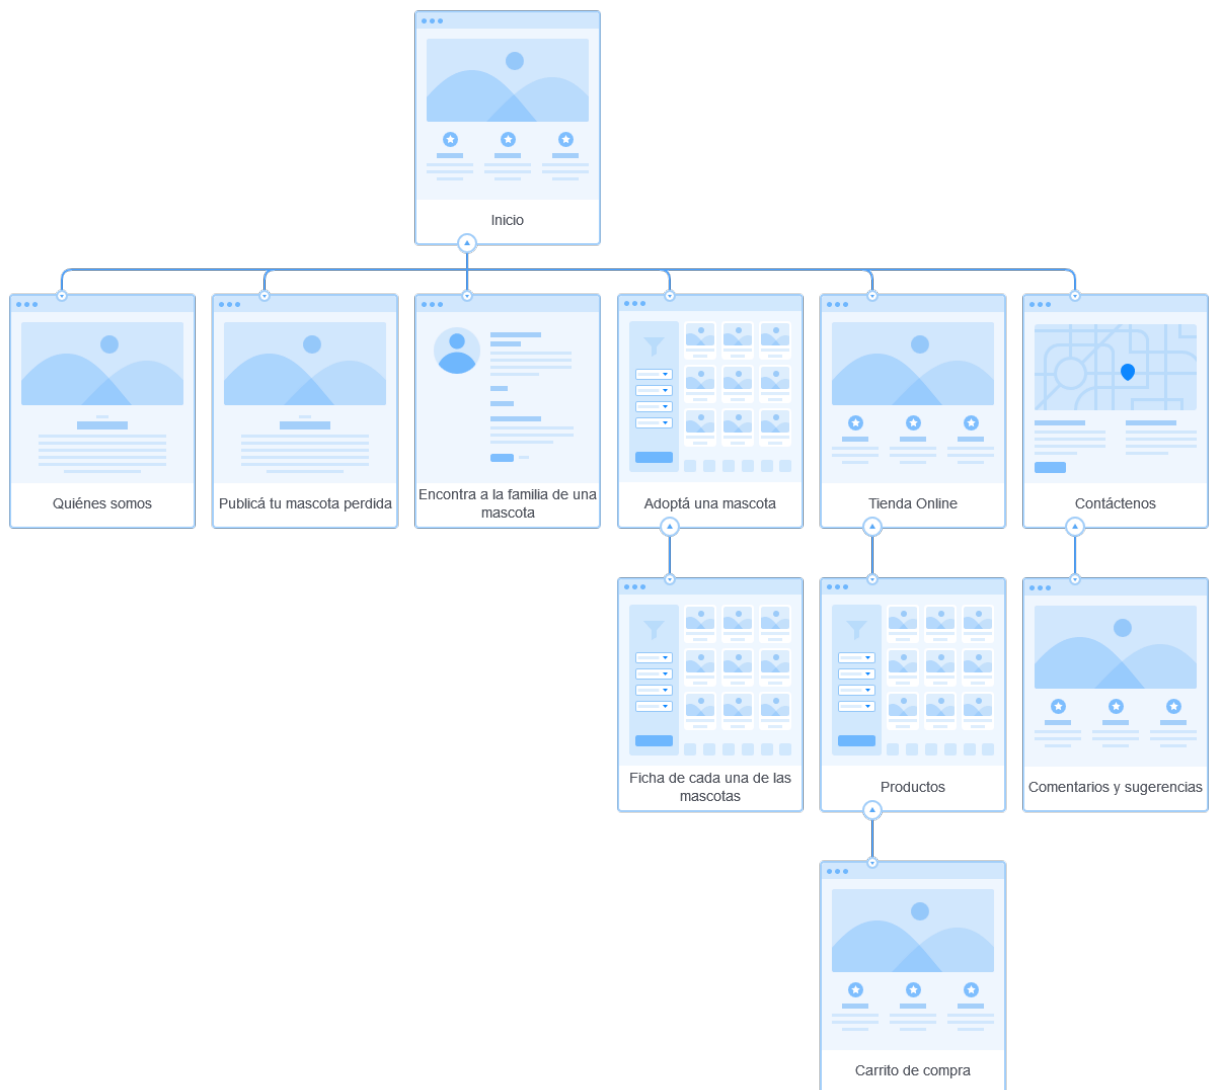 Inicio
Quiénes somos
Publicá tu mascota perdida
Encontra a la familia de una
mascota
Adoptá una mascota
Tienda Online
Contáctenos
Ficha de cada una de las
mascotas
Productos
Comentarios y sugerencias
Carrito de compra